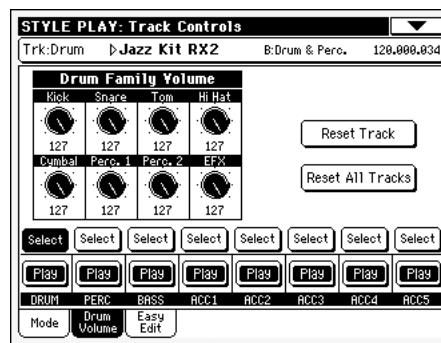 STYLE PLAY: Track Controls
Trk:Drum ▷Jazz Kit RX2 B:Drum & Perc. 120.000.034
Drum Family Volume
Kick Snare Tom Hi Hat
127 127 127 127
Cymbal Perc. 1 Perc. 2 EFX
127 127 127 127
Reset Track
Reset All Tracks
Select Select Select Select Select Select Select Select
Play Play Play Play Play Play Play Play
DRUM PERC BASS ACC1 ACC2 ACC3 ACC4 ACC5
Mode Drum Volume Easy Edit